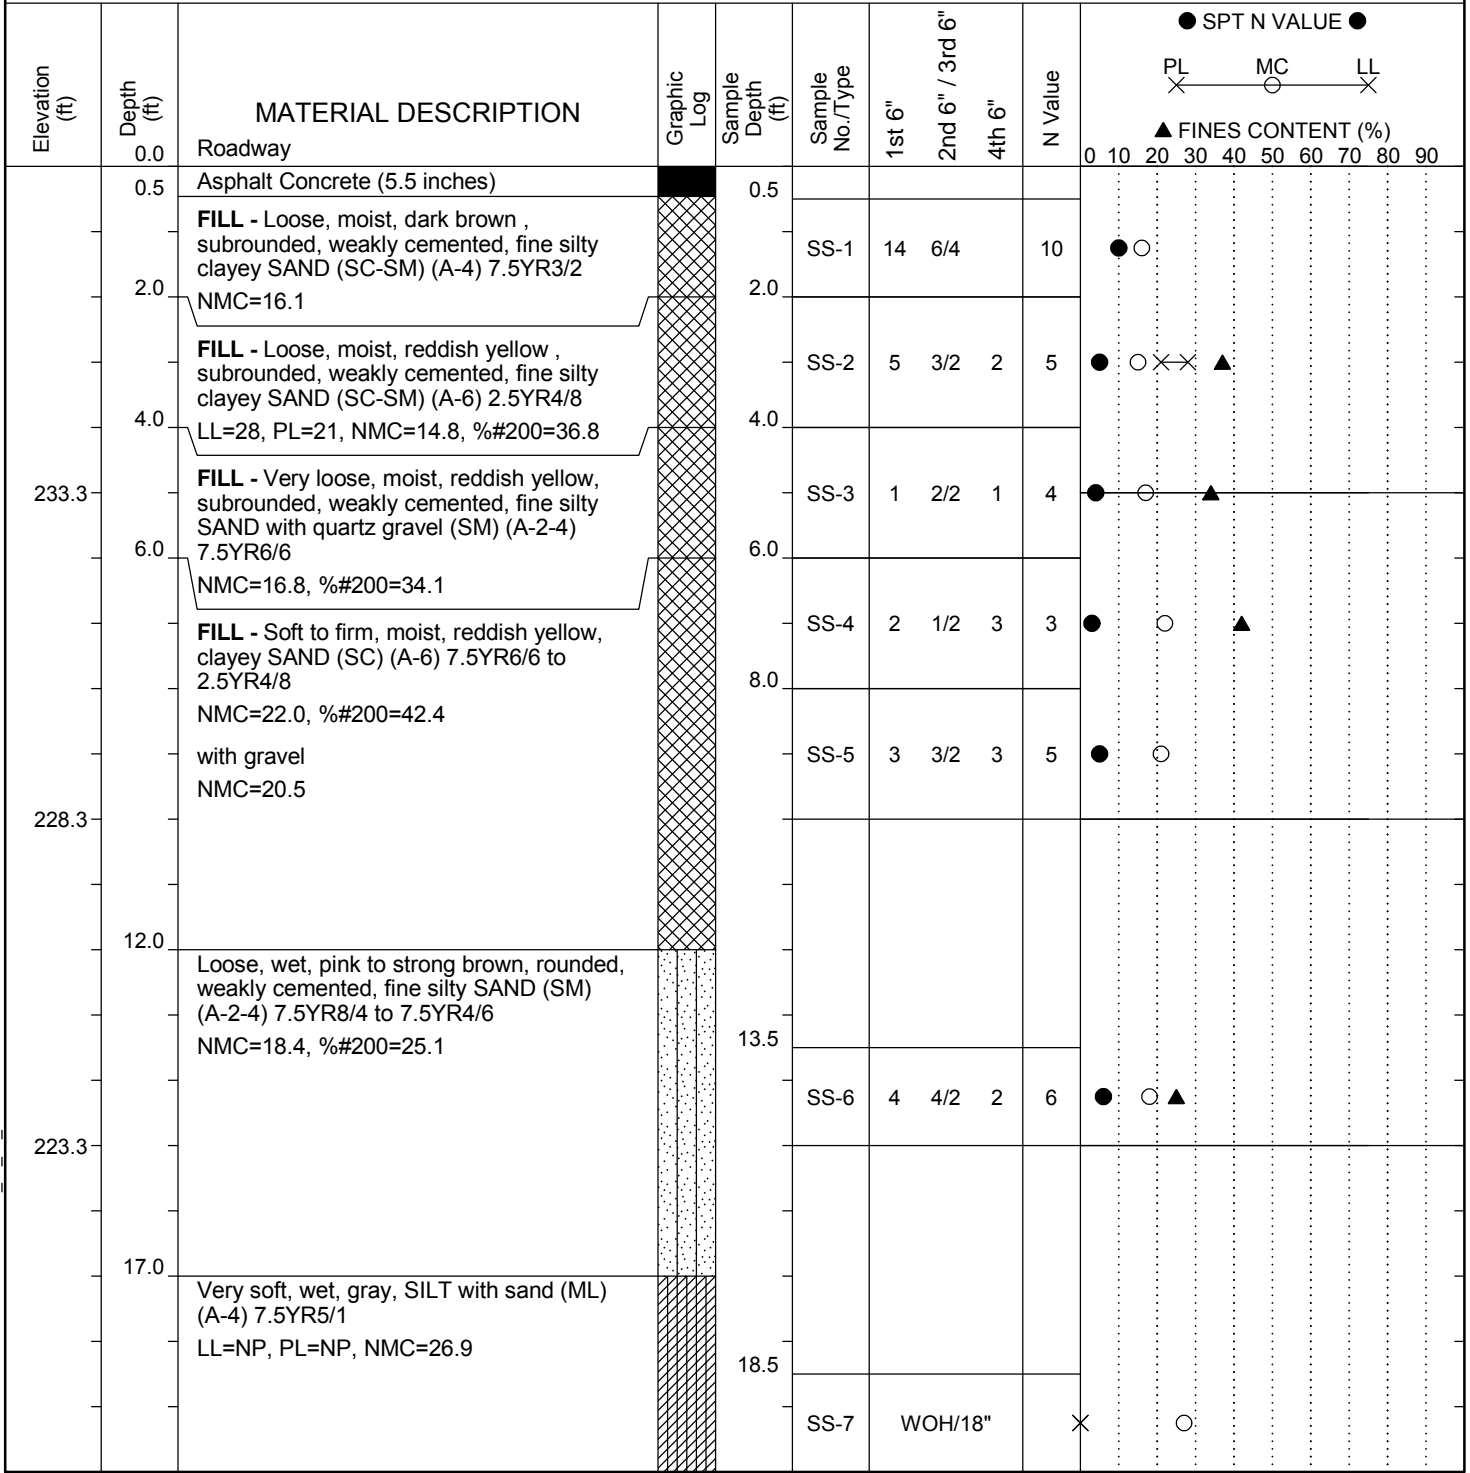 Elevation (ft)
Depth (ft)
0.0
MATERIAL DESCRIPTION
Roadway
Graphic Log
Sample Depth (ft)
Sample No./Type
1st 6"
2nd 6" / 3rd 6"
4th 6"
N Value
● SPT N VALUE ●
PL MC LL
▲ FINES CONTENT (%)
0 10 20 30 40 50 60 70 80 90
0.5
Asphalt Concrete (5.5 inches)
0.5
FILL - Loose, moist, dark brown ,
subrounded, weakly cemented, fine silty
clayey SAND (SC-SM) (A-4) 7.5YR3/2
SS-1 14 6/4 10
2.0
NMC=16.1
2.0
FILL - Loose, moist, reddish yellow ,
subrounded, weakly cemented, fine silty
clayey SAND (SC-SM) (A-6) 2.5YR4/8
SS-2 5 3/2 2 5
4.0
LL=28, PL=21, NMC=14.8, %#200=36.8
4.0
FILL - Very loose, moist, reddish yellow,
subrounded, weakly cemented, fine silty
SAND with quartz gravel (SM) (A-2-4)
7.5YR6/6
233.3
SS-3 1 2/2 1 4
6.0
NMC=16.8, %#200=34.1
6.0
FILL - Soft to firm, moist, reddish yellow,
clayey SAND (SC) (A-6) 7.5YR6/6 to
2.5YR4/8
SS-4 2 1/2 3 3
8.0
NMC=22.0, %#200=42.4
with gravel
SS-5 3 3/2 3 5
NMC=20.5
228.3
12.0
Loose, wet, pink to strong brown, rounded,
weakly cemented, fine silty SAND (SM)
(A-2-4) 7.5YR8/4 to 7.5YR4/6
NMC=18.4, %#200=25.1
13.5
SS-6 4 4/2 2 6
223.3
17.0
Very soft, wet, gray, SILT with sand (ML)
(A-4) 7.5YR5/1
LL=NP, PL=NP, NMC=26.9
18.5
SS-7 WOH/18"